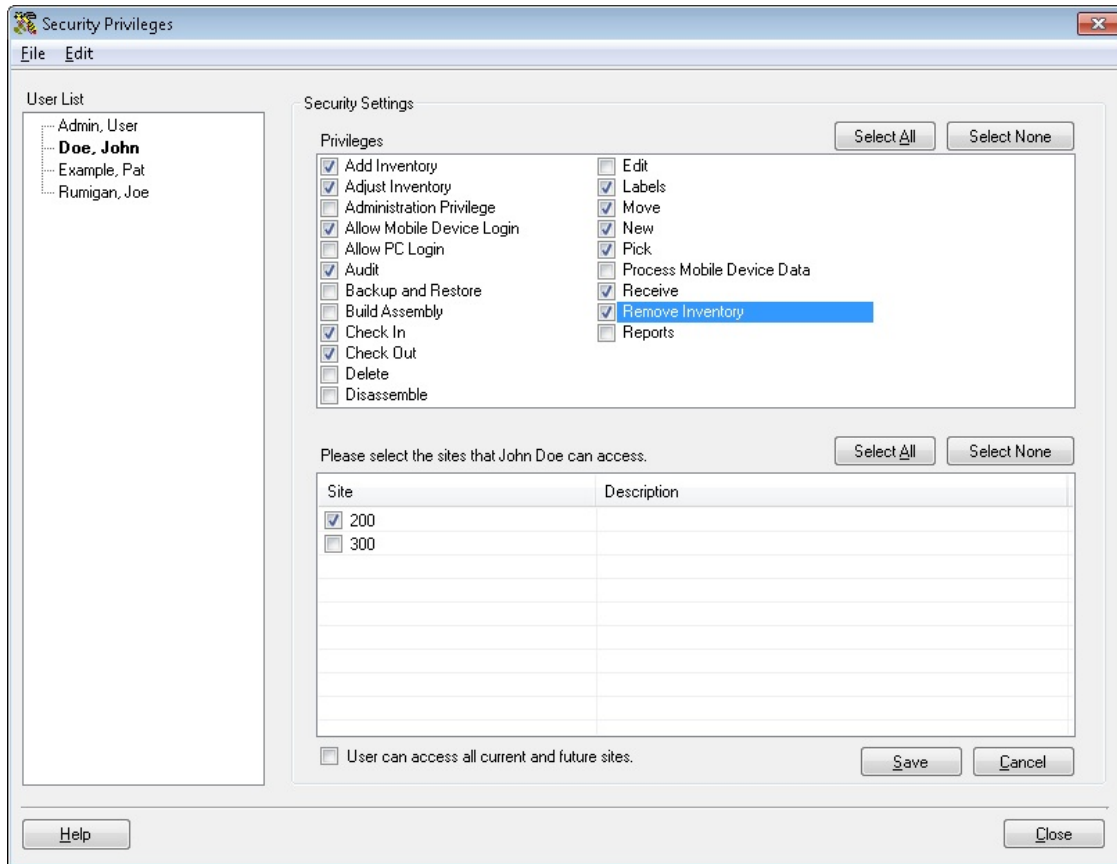 Security Privileges
File Edit
User List
Admin, User
Doe, John
Example, Pat
Rumigan, Joe
Security Settings
Privileges
Select All Select None
Add Inventory
Adjust Inventory
Administration Privilege
Allow Mobile Device Login
Allow PC Login
Audit
Backup and Restore
Build Assembly
Check In
Check Out
Delete
Disassemble
Edit
Labels
Move
New
Pick
Process Mobile Device Data
Receive
Remove Inventory
Reports
Please select the sites that John Doe can access.
Select All Select None
Site Description
200
300
User can access all current and future sites.
Save Cancel
Help Close